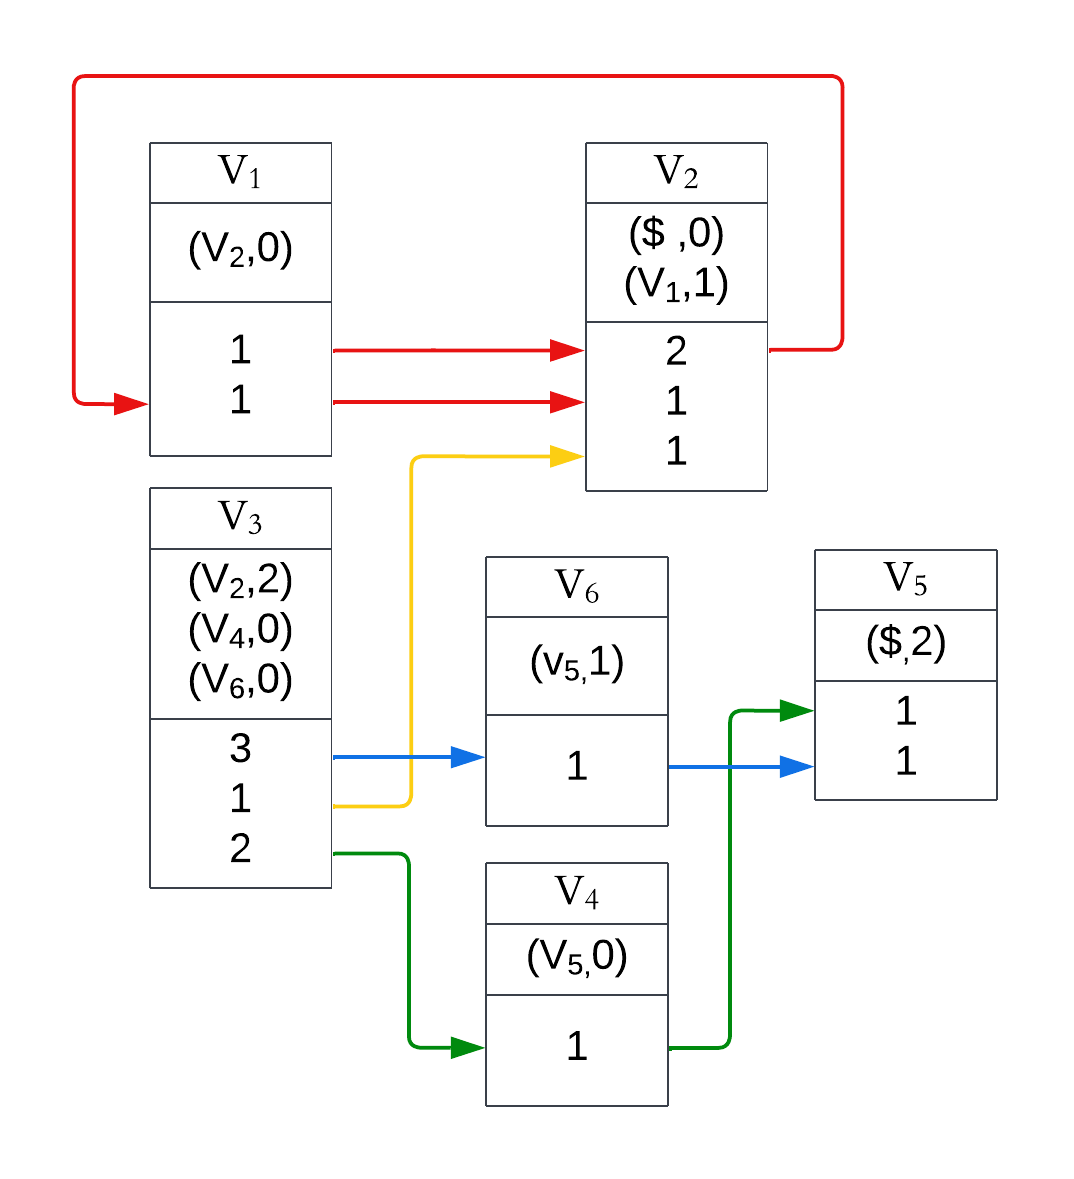 V₁
(V₂,0)
1
1
V₂
($ ,0)
(V₁,1)
2
1
1
V₃
(V₂,2)
(V₄,0)
(V₆,0)
3
1
2
V₆
(v₅,1)
1
V₅
($,2)
1
1
V₄
(V₅,0)
1